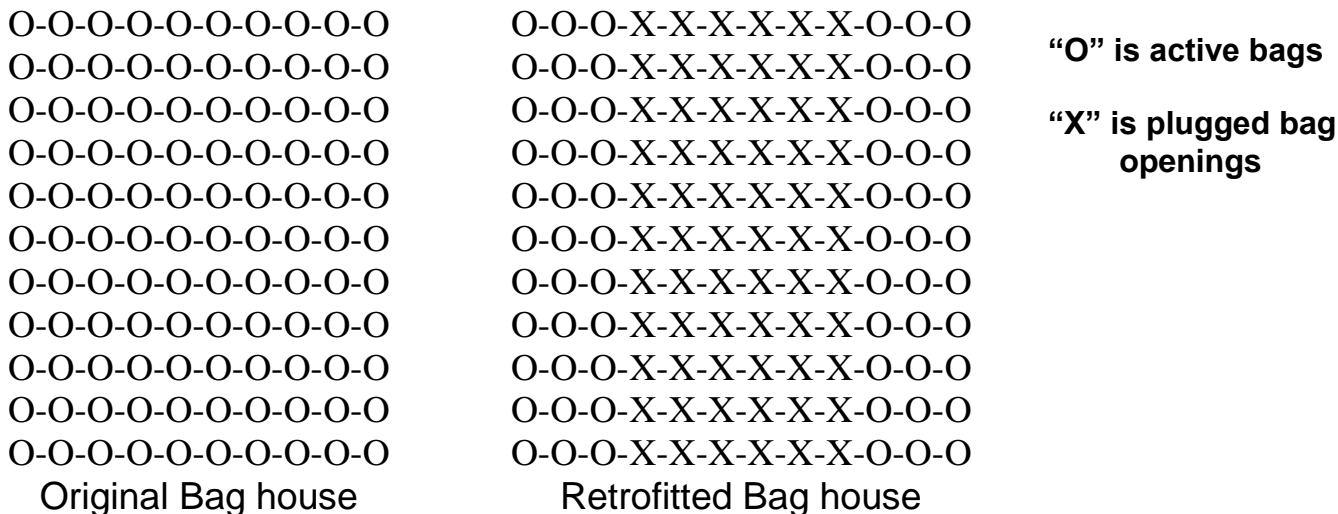 O-O-O-O-O-O-O-O-O-O O-O-O-X-X-X-X-X-X-O-O-O
O-O-O-O-O-O-O-O-O-O O-O-O-X-X-X-X-X-X-O-O-O
O-O-O-O-O-O-O-O-O-O O-O-O-X-X-X-X-X-X-O-O-O
O-O-O-O-O-O-O-O-O-O O-O-O-X-X-X-X-X-X-O-O-O
O-O-O-O-O-O-O-O-O-O O-O-O-X-X-X-X-X-X-O-O-O
O-O-O-O-O-O-O-O-O-O O-O-O-X-X-X-X-X-X-O-O-O
O-O-O-O-O-O-O-O-O-O O-O-O-X-X-X-X-X-X-O-O-O
O-O-O-O-O-O-O-O-O-O O-O-O-X-X-X-X-X-X-O-O-O
O-O-O-O-O-O-O-O-O-O O-O-O-X-X-X-X-X-X-O-O-O
O-O-O-O-O-O-O-O-O-O O-O-O-X-X-X-X-X-X-O-O-O
O-O-O-O-O-O-O-O-O-O O-O-O-X-X-X-X-X-X-O-O-O
Original Bag house Retrofitted Bag house
“O” is active bags
“X” is plugged bag
openings